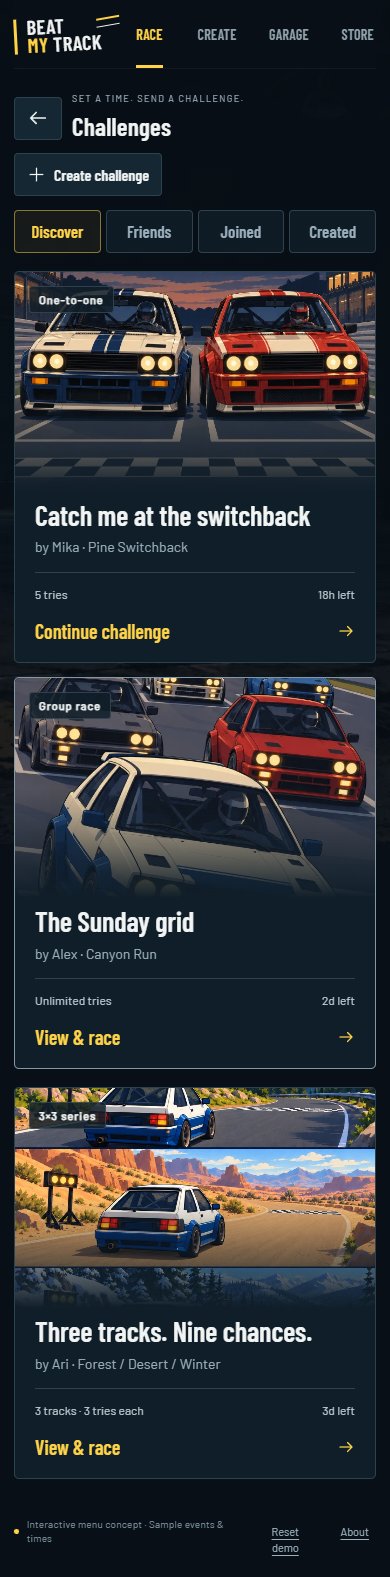 BEAT
MY TRACK
RACE
CREATE
GARAGE
STORE
SET A TIME. SEND A CHALLENGE.
Challenges
Create challenge
Discover
Friends
Joined
Created
One-to-one
Catch me at the switchback
by Mika · Pine Switchback
5 tries
18h left
Continue challenge
Group race
The Sunday grid
by Alex · Canyon Run
Unlimited tries
2d left
View & race
3×3 series
Three tracks. Nine chances.
by Ari · Forest / Desert / Winter
3 tracks · 3 tries each
3d left
View & race
Interactive menu concept · Sample events &
times
Reset
demo
About